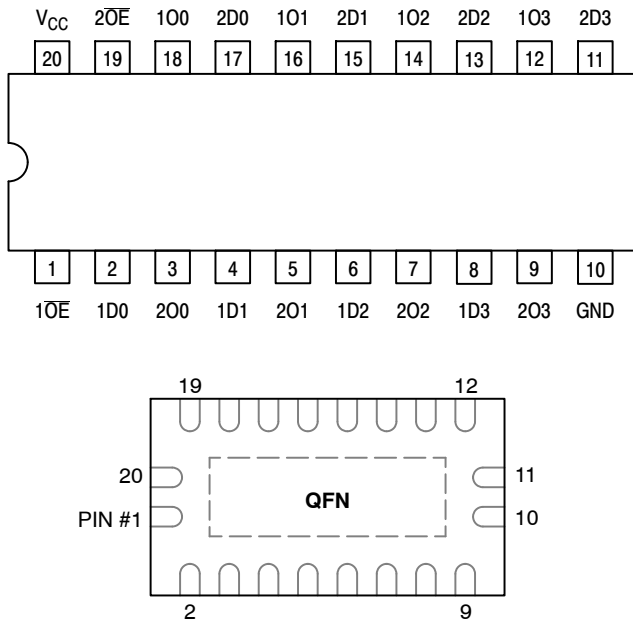 VCC 2OE 1O0 2D0 1O1 2D1 1O2 2D2 1O3 2D3
20 19 18 17 16 15 14 13 12 11
1 2 3 4 5 6 7 8 9 10
1OE 1D0 2O0 1D1 2O1 1D2 2O2 1D3 2O3 GND
19 12
20 11
QFN
PIN #1 10
2 9